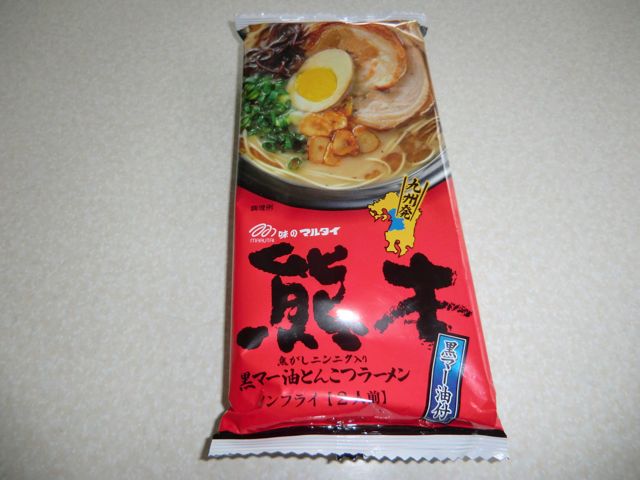 調理例
九州発
MARUTAI
味のマルタイ
熊本
焦がしニンニク入り
黒マー油とんこつラーメン
ノンフライ【2人前】
黒マー油付